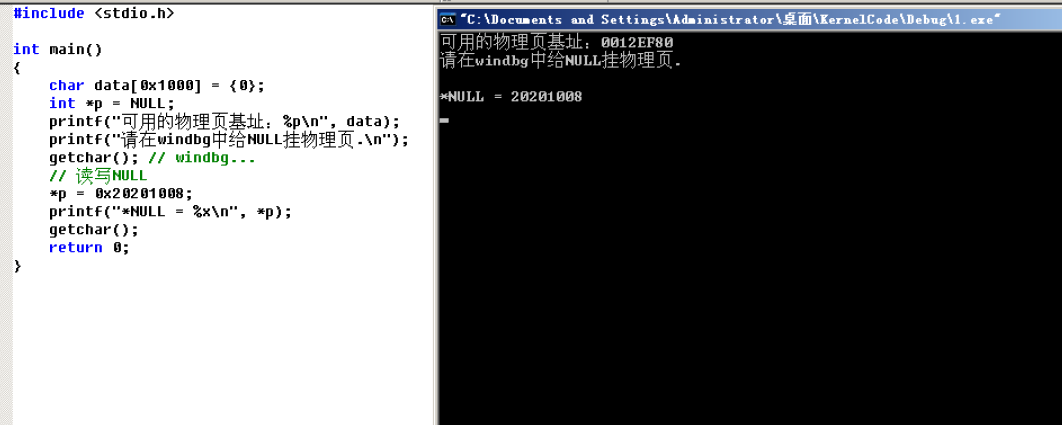 #include <stdio.h>
int main()
{
char data[0x1000] = {0};
int *p = NULL;
printf("可用的物理页基址：%p\n", data);
printf("请在windbg中给NULL挂物理页.\n");
getchar(); // windbg...
// 读写NULL
*p = 0x20201008;
printf("*NULL = %x\n", *p);
getchar();
return 0;
}
"C:\Documents and Settings\Administrator\桌面\KernelCode\Debug\1.exe"
可用的物理页基址：0012EF80
请在windbg中给NULL挂物理页.
*NULL = 20201008